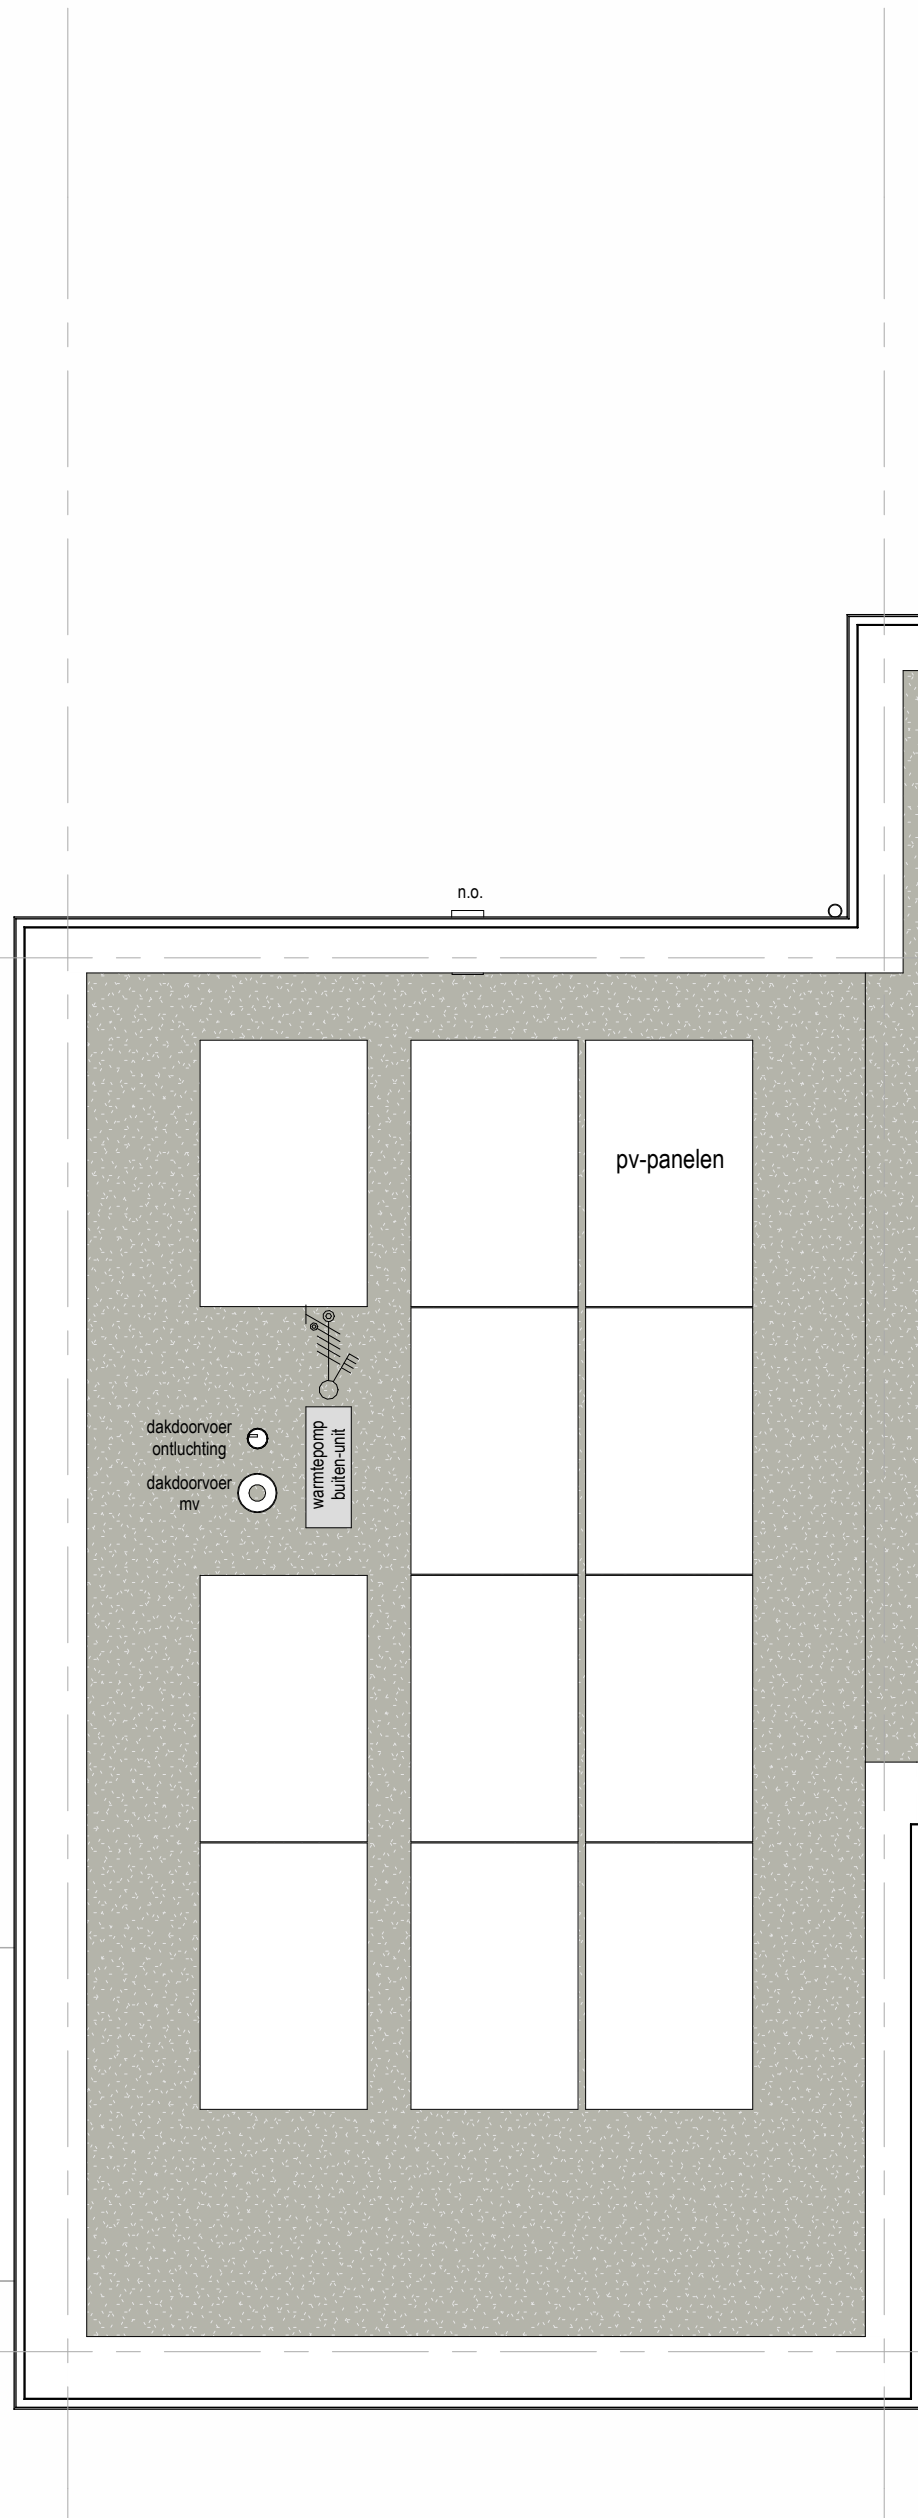 n.o.
pv-panelen
dakdoorvoer
ontluchting
dakdoorvoer
mv
warmtepomp
buiten-unit